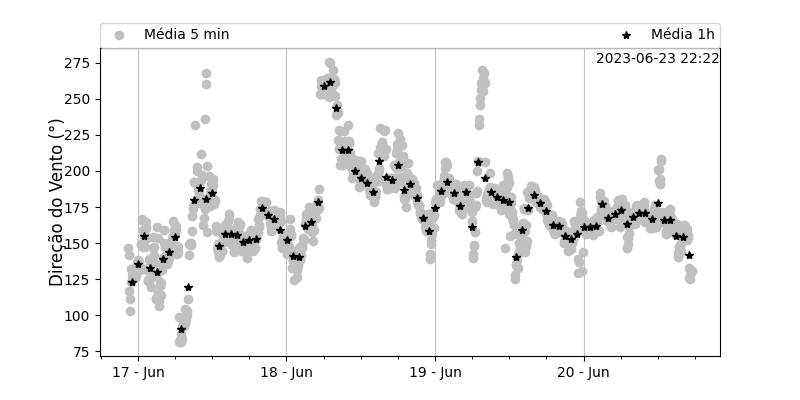 Média 5 min
Média 1h
2023-06-23 22:22
Direção do Vento (°)
275
250
225
200
175
150
125
100
75
17 - Jun
18 - Jun
19 - Jun
20 - Jun